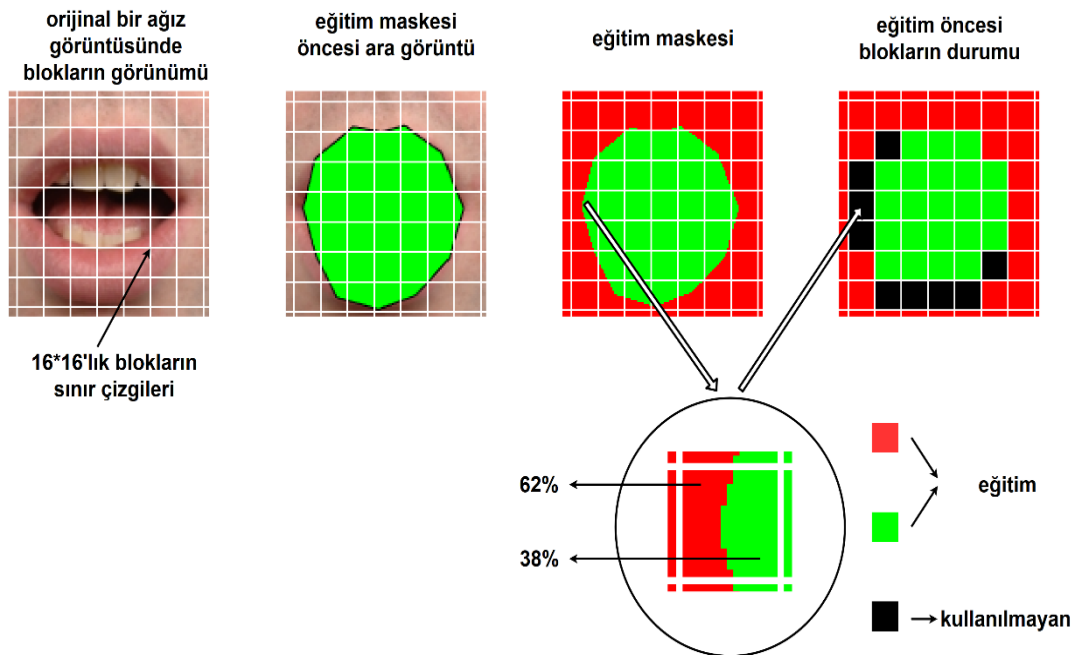 orijinal bir ağız
görüntüsünde
blokların görünümü
eğitim maskesi
öncesi ara görüntü
eğitim maskesi
eğitim öncesi
blokların durumu
16*16'lık blokların
sınır çizgileri
62%
38%
eğitim
kullanılmayan